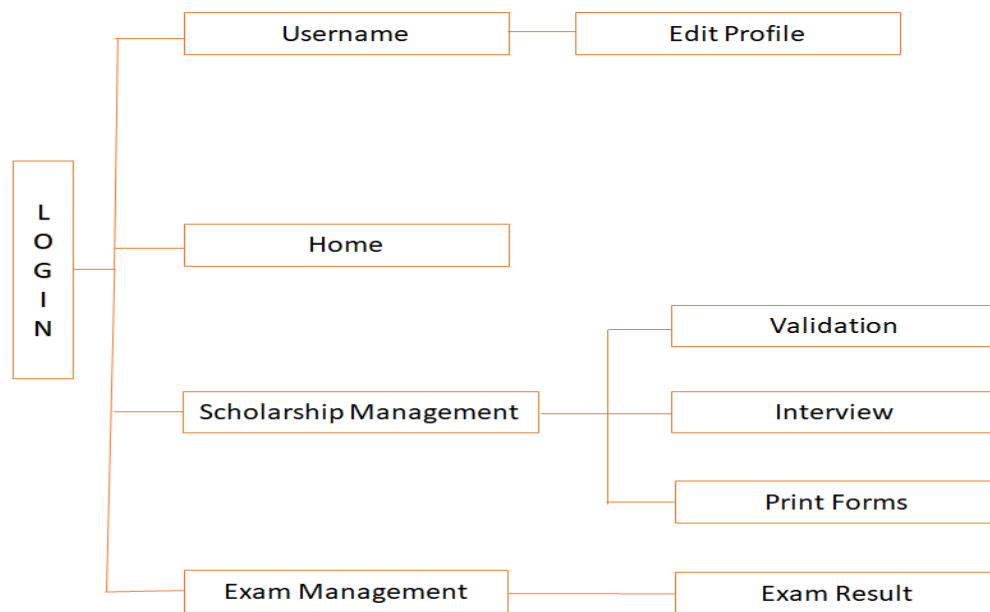 Username
Edit Profile
L
O
G
I
N
Home
Validation
Scholarship Management
Interview
Print Forms
Exam Management
Exam Result